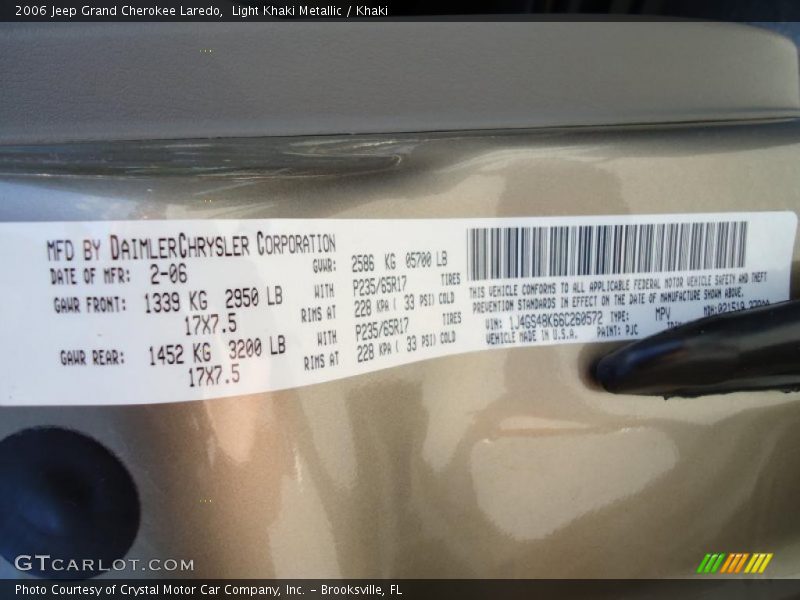 2006 Jeep Grand Cherokee Laredo, Light Khaki Metallic / Khaki
MFD BY DAIMLERCHRYSLER CORPORATION
DATE OF MFR: 2-06 GVWR: 2586 KG 05700 LB
GAWR FRONT: 1339 KG 2950 LB WITH P235/65R17 TIRES
17X7.5 RIMS AT 228 KPA ( 33 PSI) COLD
GAWR REAR: 1452 KG 3200 LB WITH P235/65R17 TIRES
17X7.5 RIMS AT 228 KPA ( 33 PSI) COLD
THIS VEHICLE CONFORMS TO ALL APPLICABLE FEDERAL MOTOR VEHICLE SAFETY AND THEFT
PREVENTION STANDARDS IN EFFECT ON THE DATE OF MANUFACTURE SHOWN ABOVE.
VIN: 1J4GS48K66C260572 TYPE: MPV
VEHICLE MADE IN U.S.A. PAINT: PJC
GTCARLOT.COM
Photo Courtesy of Crystal Motor Car Company, Inc. – Brooksville, FL